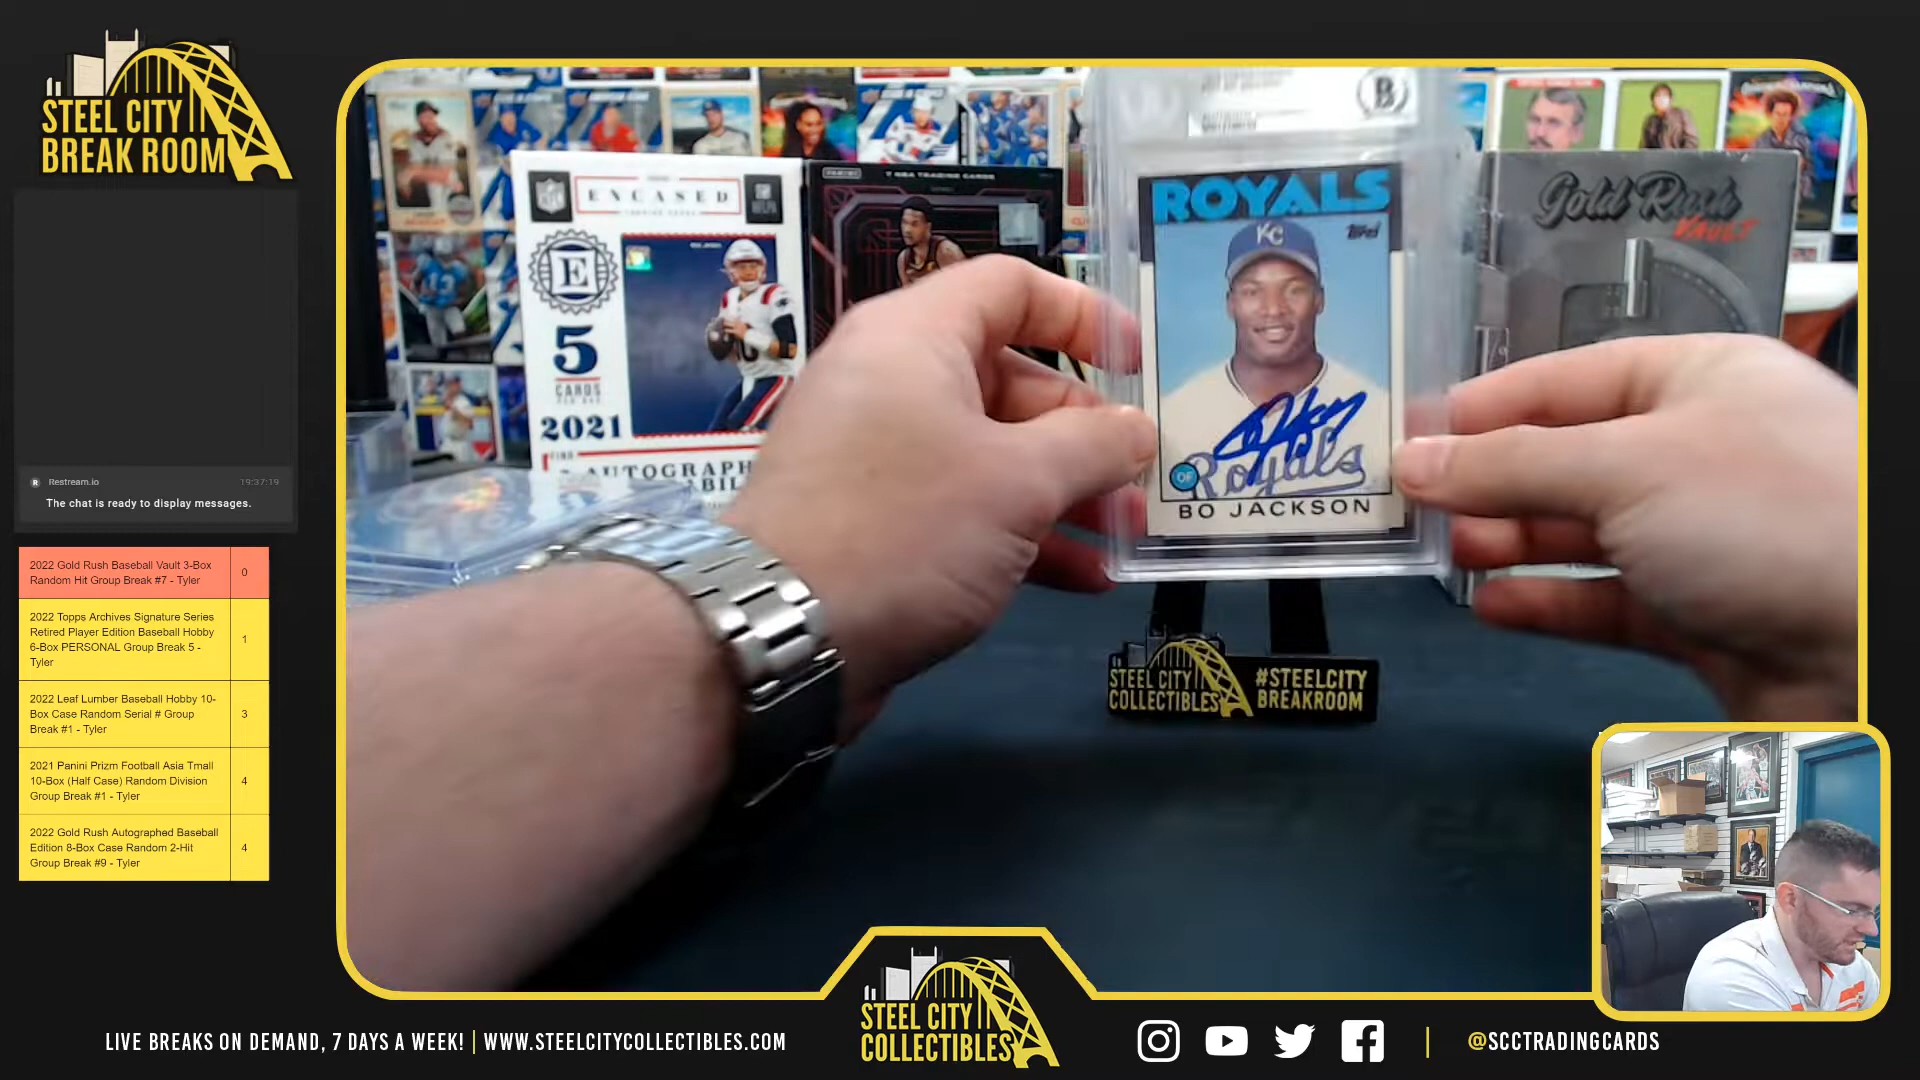 STEEL CITY
BREAK ROOM
Restream.io 19:37:19
The chat is ready to display messages.
2022 Gold Rush Baseball Vault 3-Box
Random Hit Group Break #7 - Tyler
0
2022 Topps Archives Signature Series
Retired Player Edition Baseball Hobby
6-Box PERSONAL Group Break 5 -
Tyler
1
2022 Leaf Lumber Baseball Hobby 10-
Box Case Random Serial # Group
Break #1 - Tyler
3
2021 Panini Prizm Football Asia Tmall
10-Box (Half Case) Random Division
Group Break #1 - Tyler
4
2022 Gold Rush Autographed Baseball
Edition 8-Box Case Random 2-Hit
Group Break #9 - Tyler
4
NFL
ENCASED
E
5
CARDS
2021
AUTOGRAPH
PANINI
7 NBA TRADING CARDS
B
ROYALS
Topps
KC
Royals
OF
BO JACKSON
Gold Rush
VAULT
STEEL CITY
COLLECTIBLES
#STEELCITY
BREAKROOM
STEEL CITY
COLLECTIBLES
LIVE BREAKS ON DEMAND, 7 DAYS A WEEK! | WWW.STEELCITYCOLLECTIBLES.COM
@SCCTRADINGCARDS